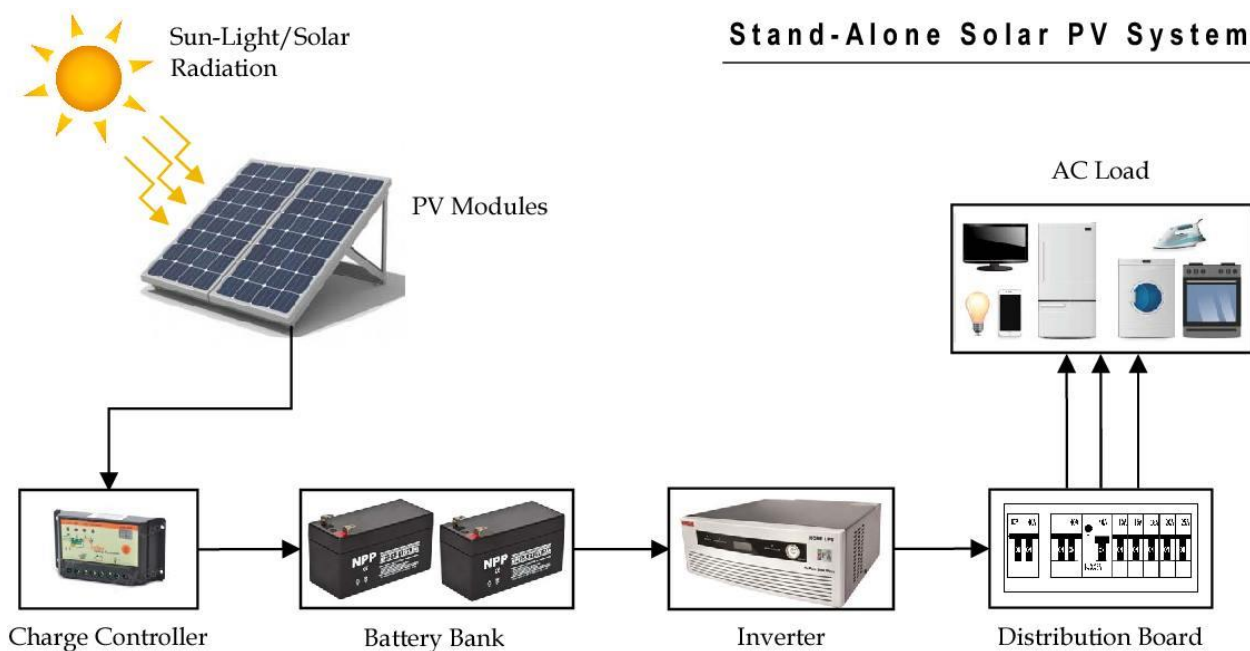 Stand-Alone Solar PV System
Sun-Light/Solar
Radiation
PV Modules
AC Load
NPP
NPP
Charge Controller
Battery Bank
Inverter
Distribution Board